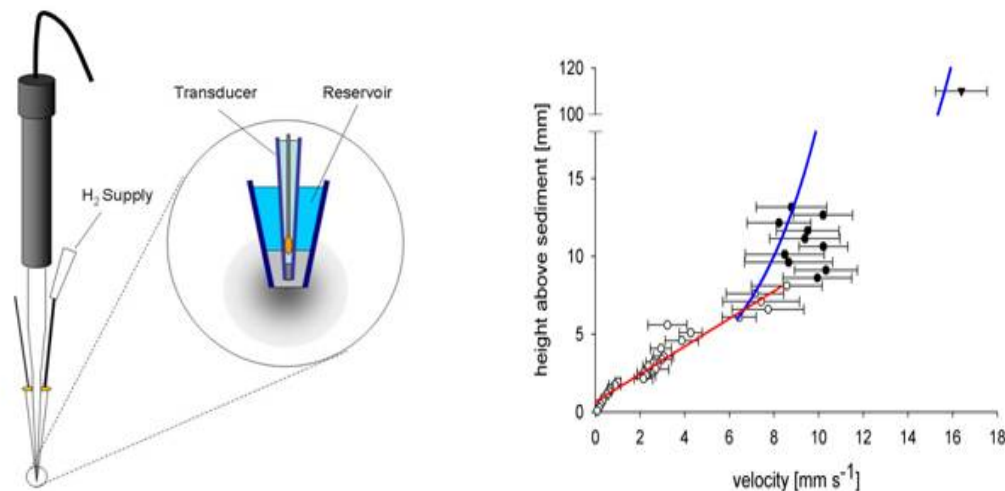 Transducer
Reservoir
H2 Supply
height above sediment [mm]
120
100
15
10
5
0
0 2 4 6 8 10 12 14 16 18
velocity [mm s-1]